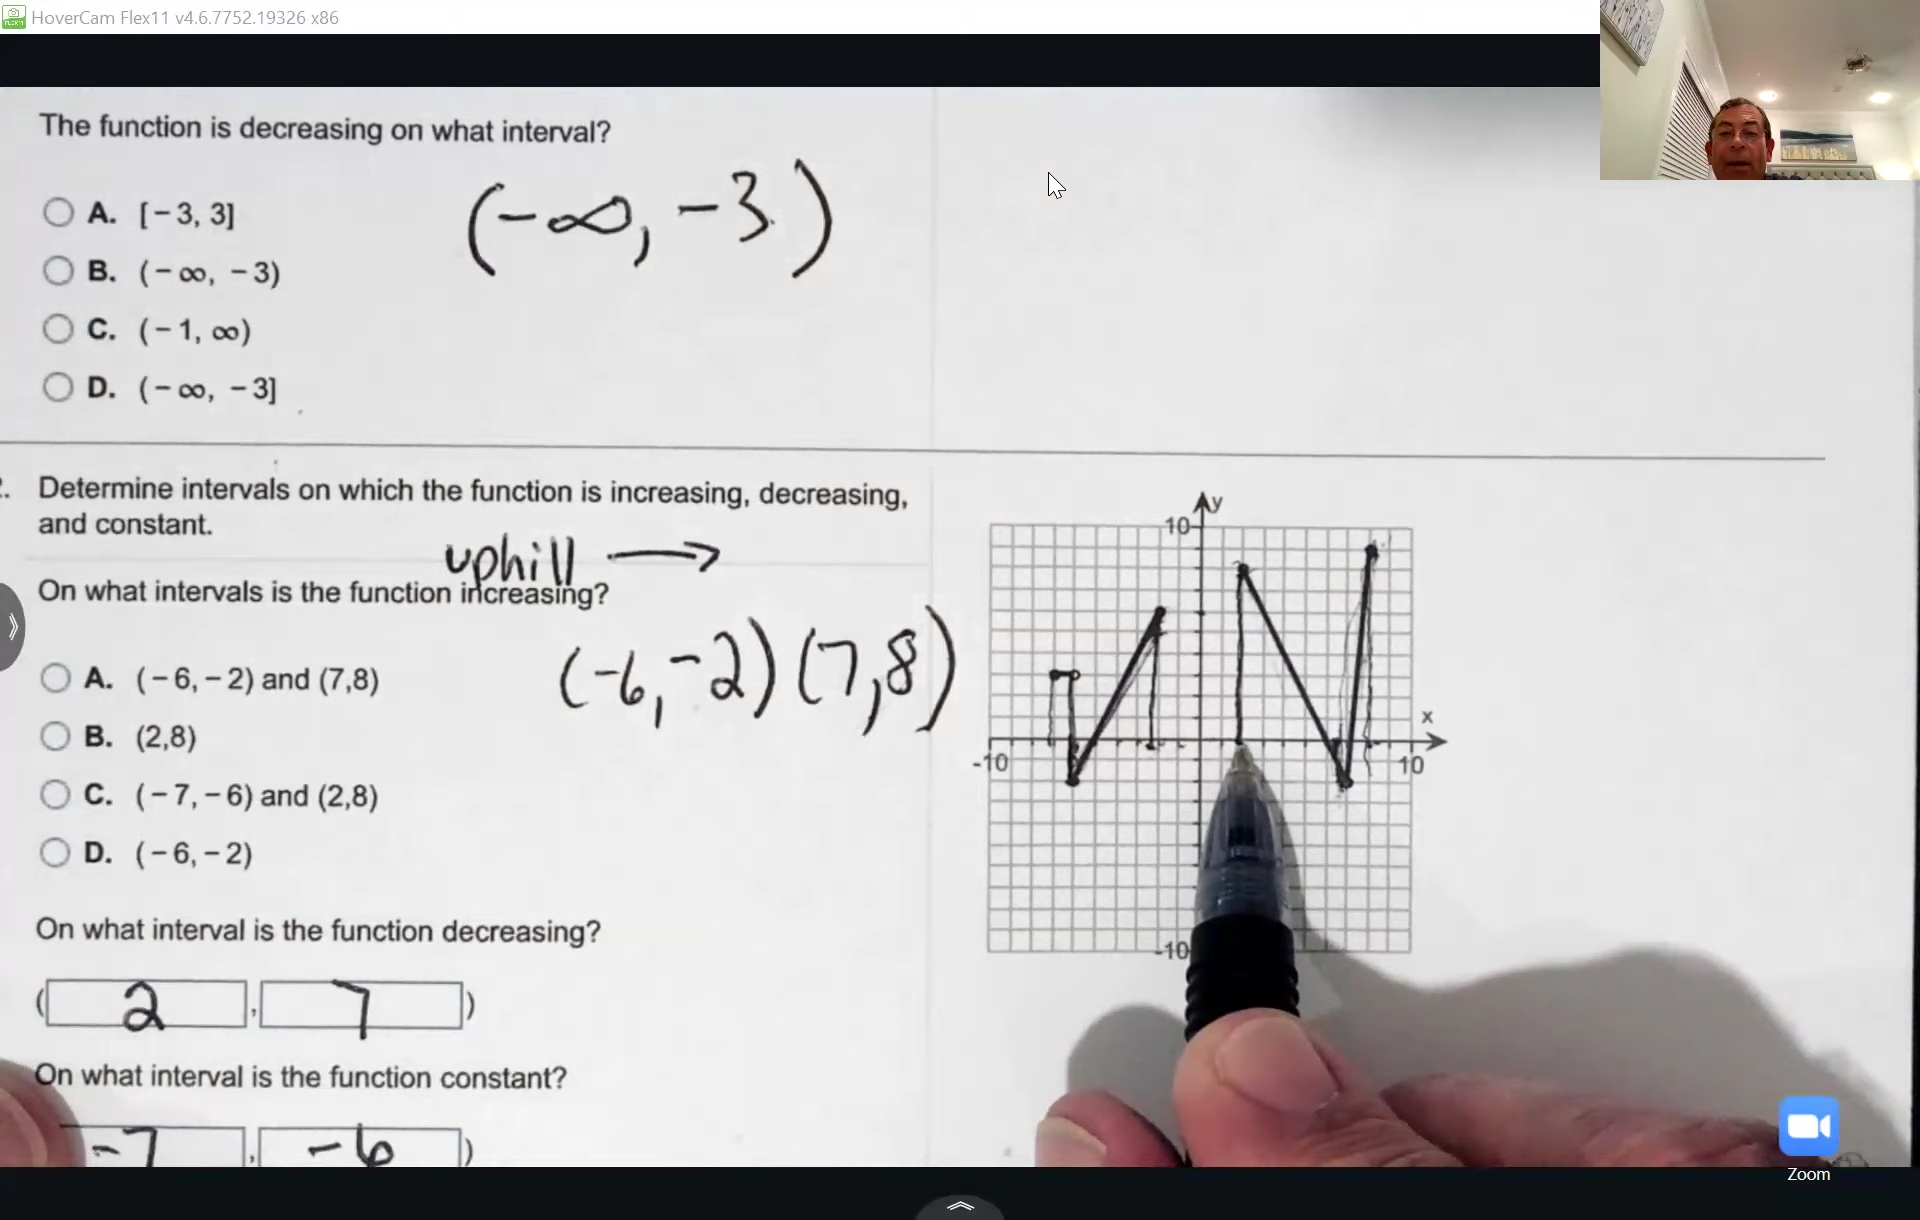 HoverCam Flex11 v4.6.7752.19326 x86
The function is decreasing on what interval?
A. [-3, 3]
B. (-∞, -3)
C. (-1, ∞)
D. (-∞, -3]
(-∞, -3)
Determine intervals on which the function is increasing, decreasing,
and constant.
uphill →
On what intervals is the function increasing?
(-6,-2) (7,8)
A. (-6,-2) and (7,8)
B. (2,8)
C. (-7,-6) and (2,8)
D. (-6,-2)
On what interval is the function decreasing?
(2,7)
On what interval is the function constant?
-7, -6)
y
10
x
-10
10
-10
Zoom